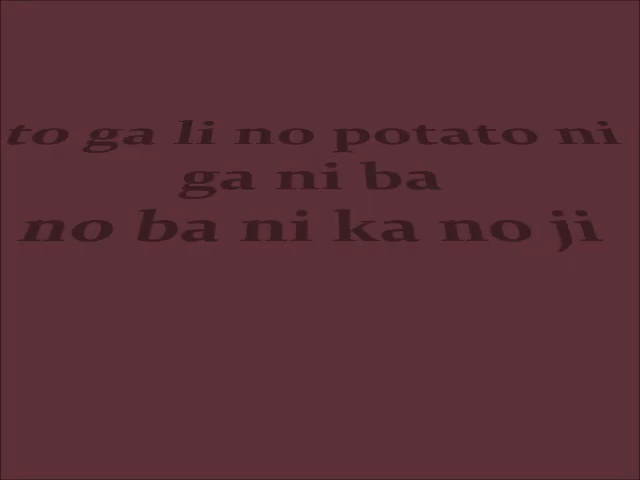 to ga li no potato ni
ga ni ba
no ba ni ka no ji